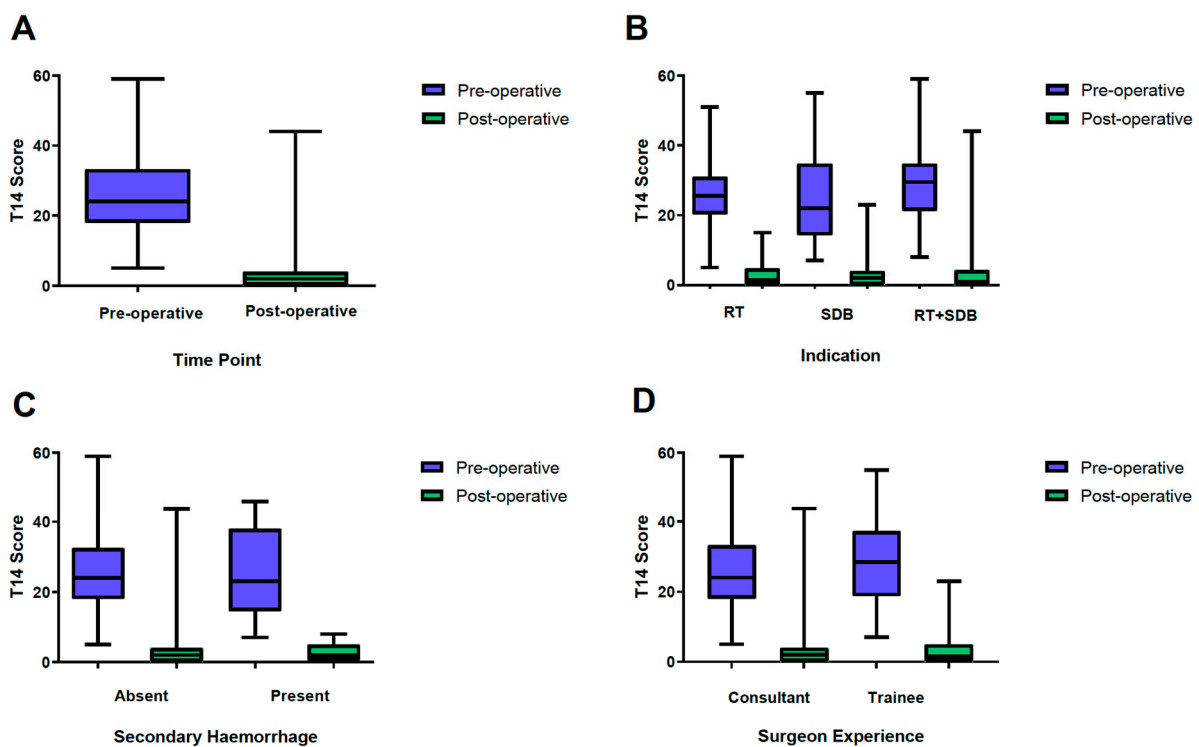 A
60
40
20
0
T14 Score
Pre-operative
Post-operative
Pre-operative
Post-operative
Time Point
B
60
40
20
0
T14 Score
Pre-operative
Post-operative
RT
SDB
RT+SDB
Indication
C
60
40
20
0
T14 Score
Pre-operative
Post-operative
Absent
Present
Secondary Haemorrhage
D
60
40
20
0
T14 Score
Pre-operative
Post-operative
Consultant
Trainee
Surgeon Experience